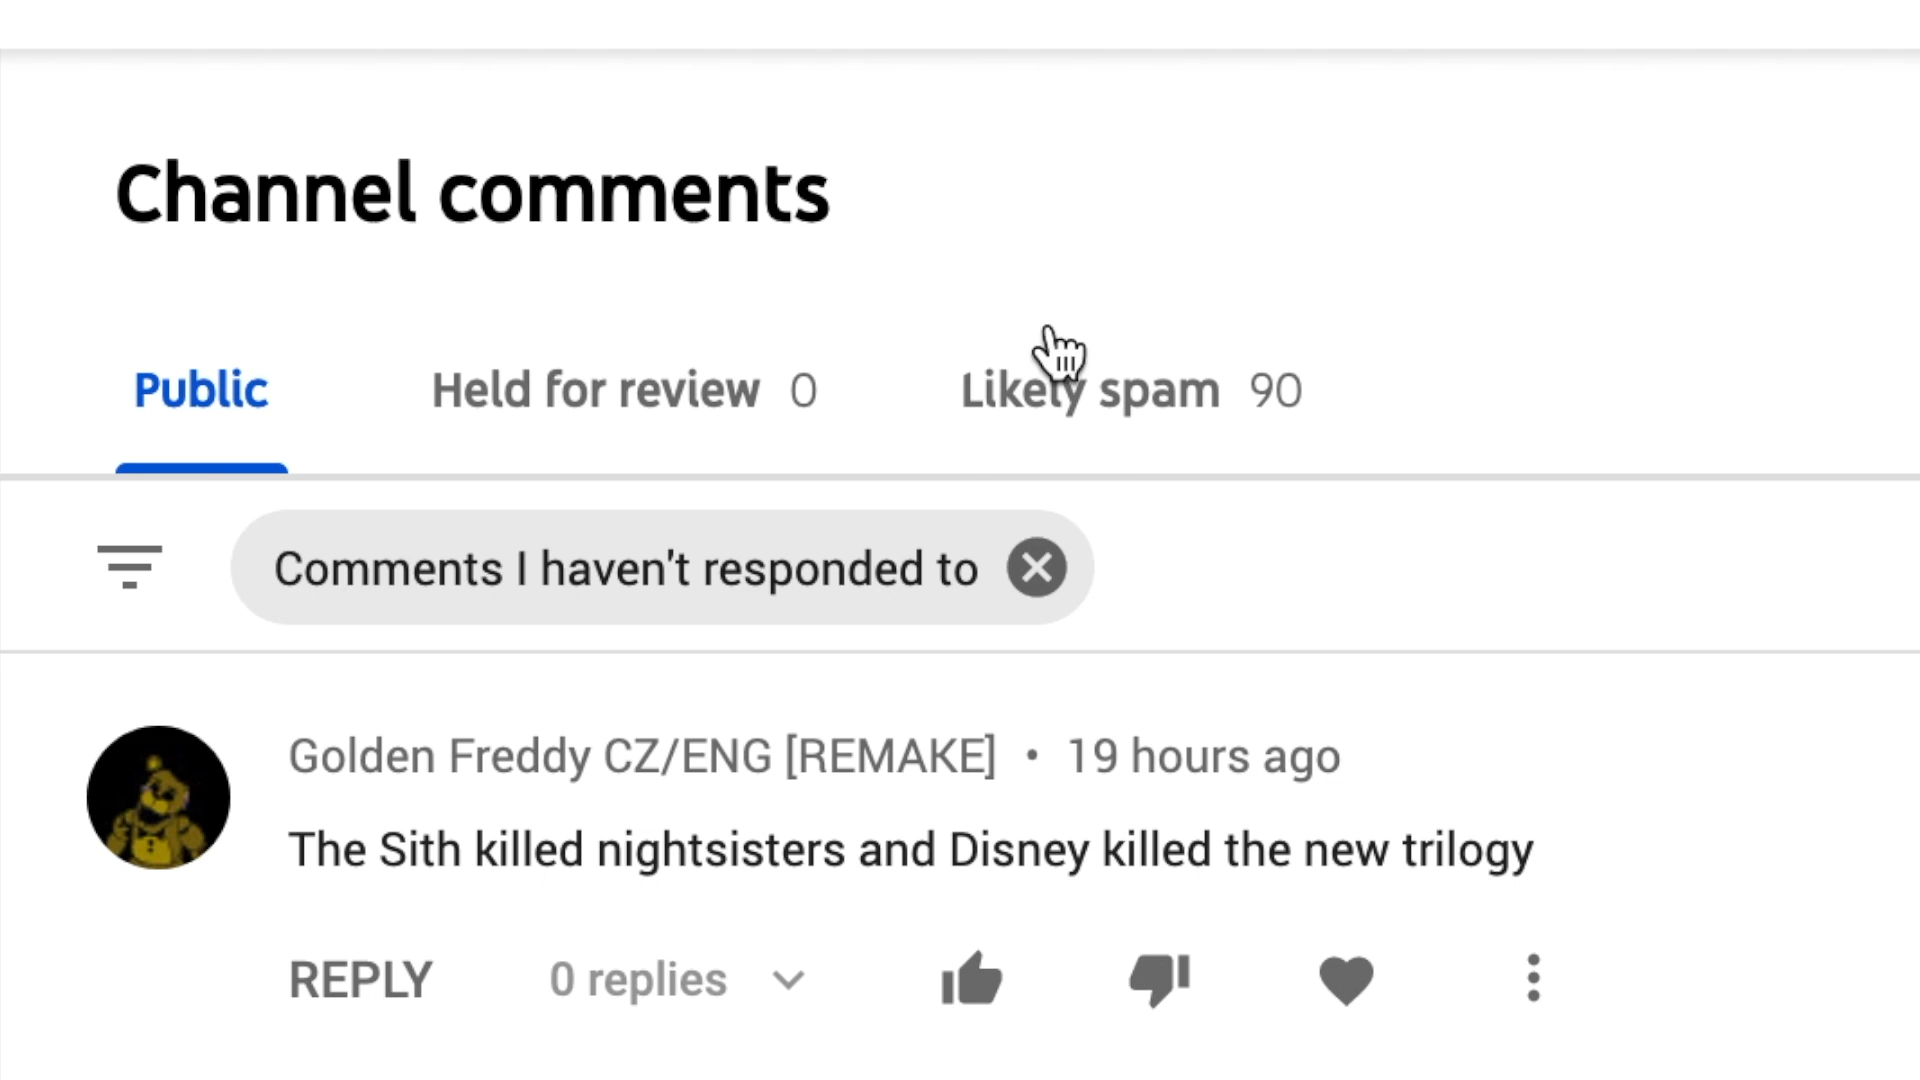 Channel comments
Public Held for review 0 Likely spam 90
Comments I haven't responded to
Golden Freddy CZ/ENG [REMAKE] • 19 hours ago
The Sith killed nightsisters and Disney killed the new trilogy
REPLY 0 replies